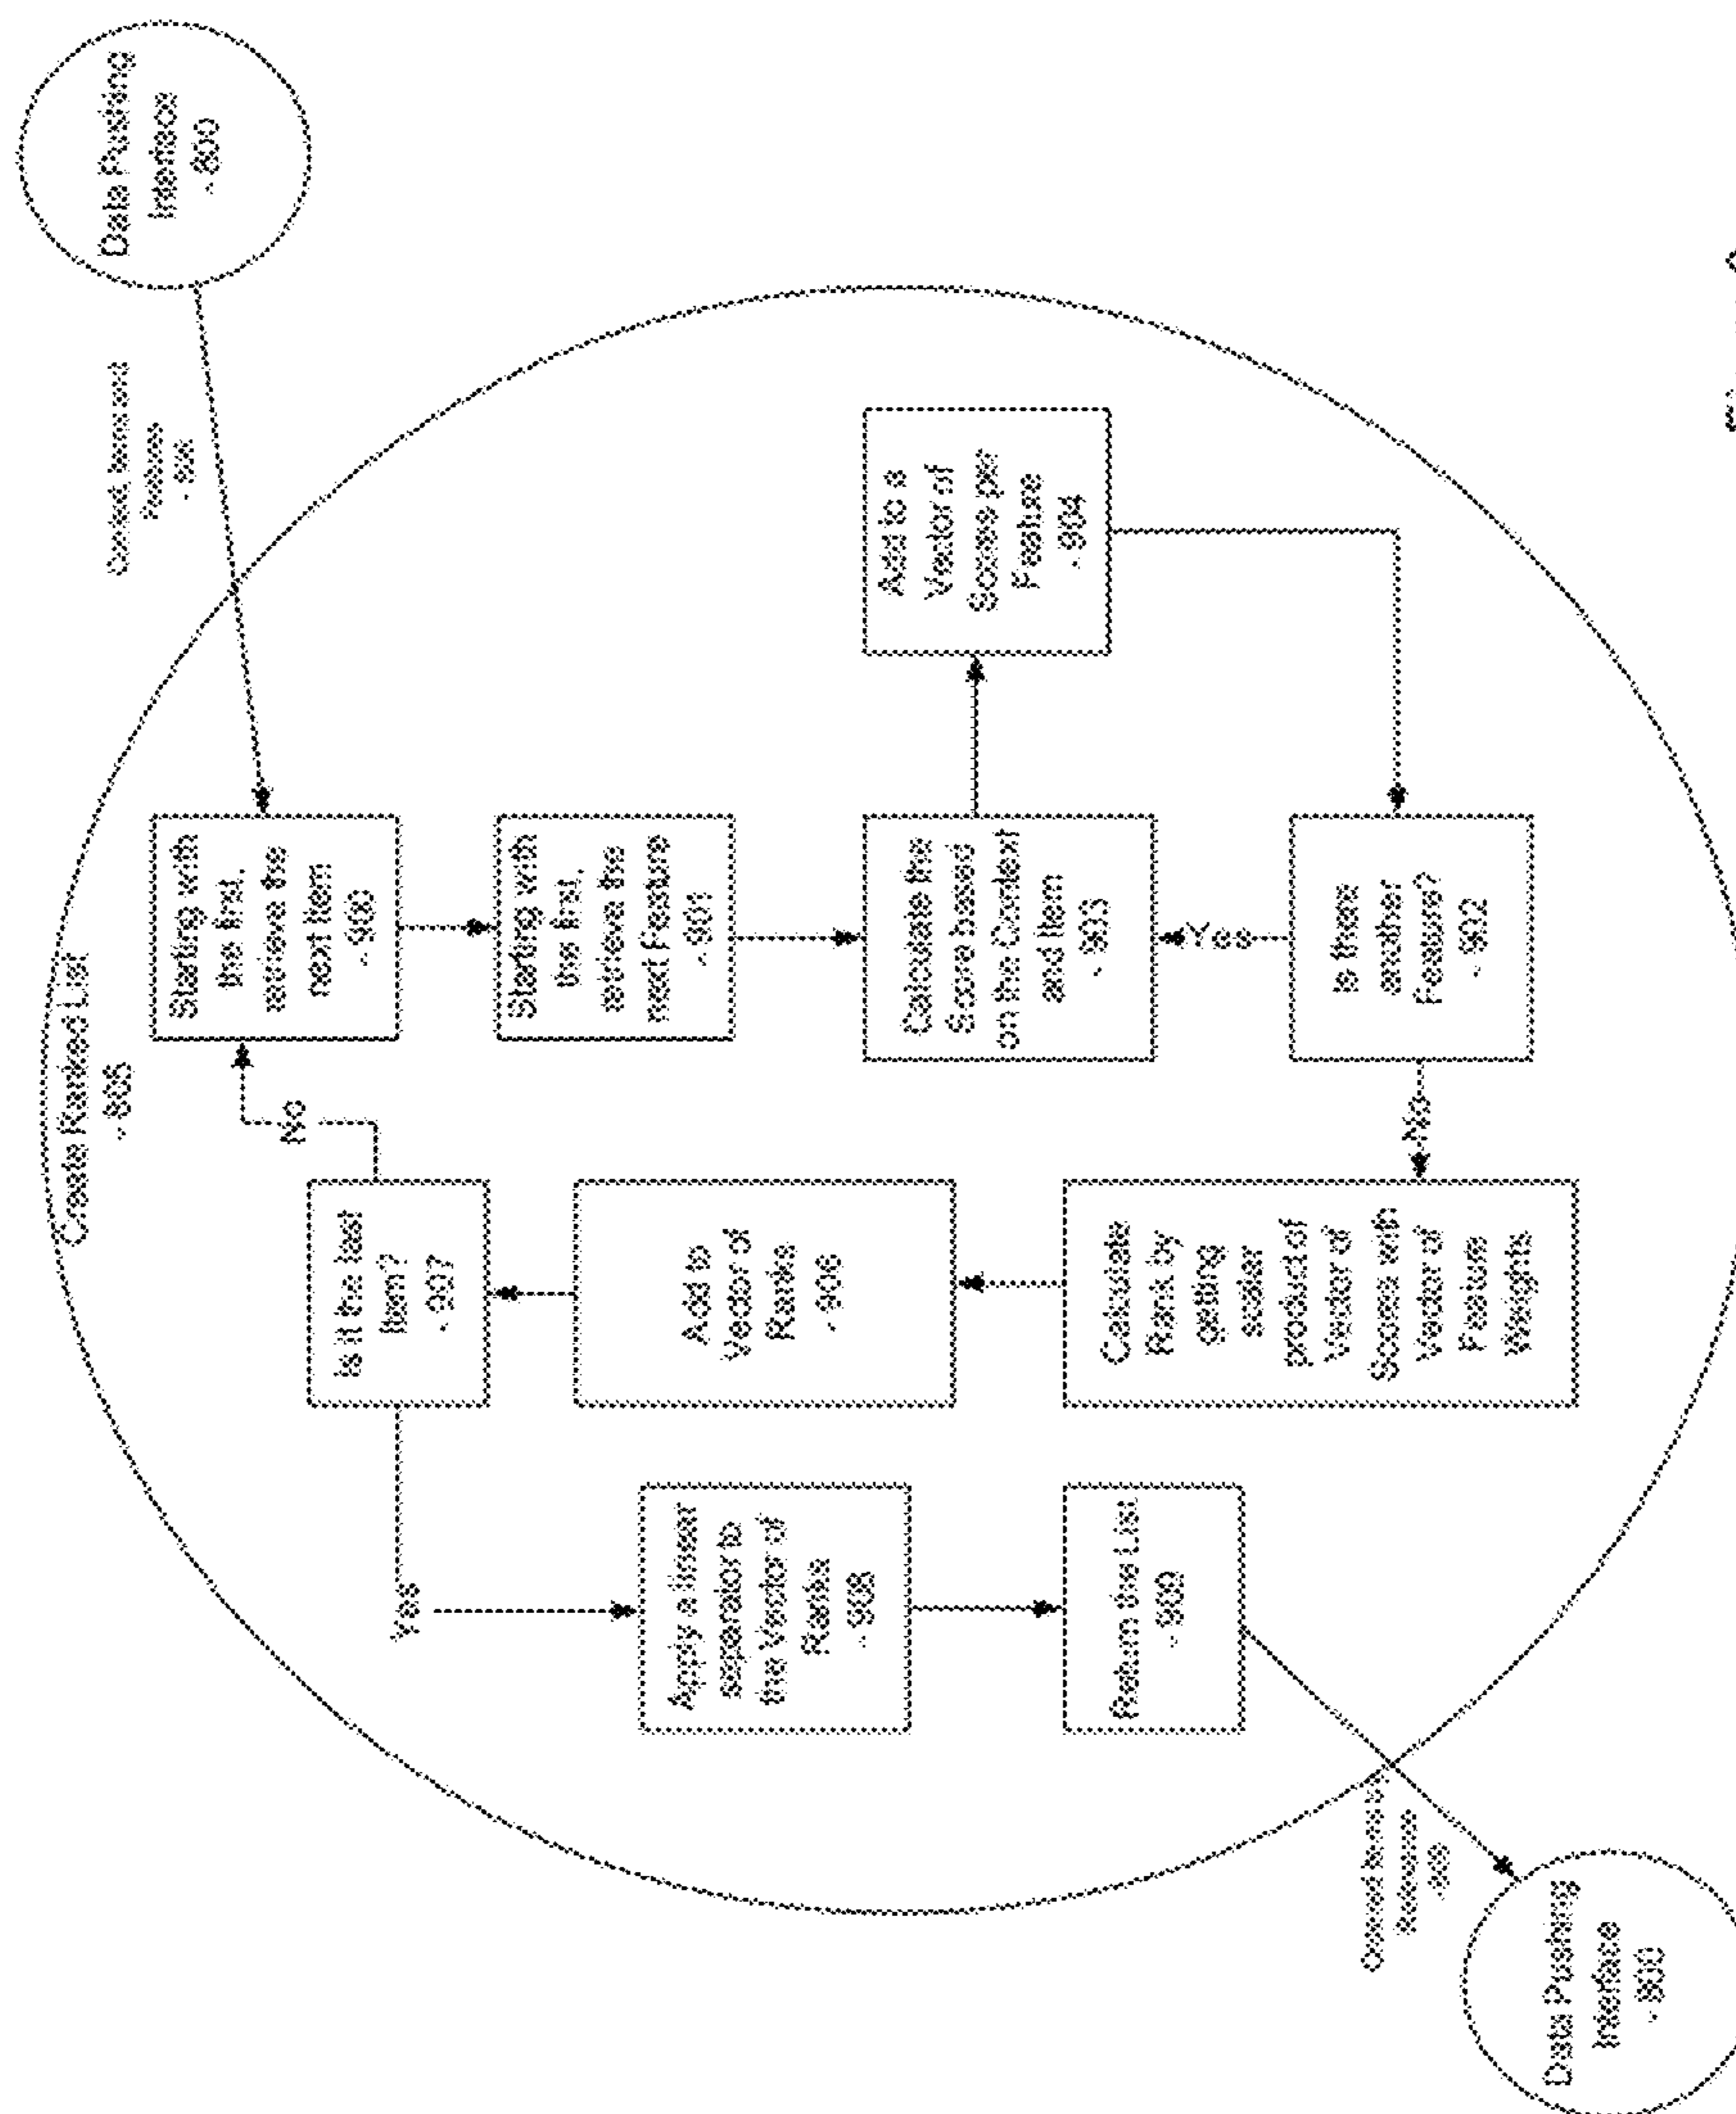 Create Ranked List
-885
Data Pushing
Interface
-800
Context, Items and
Features
Starting with
the first,
retrieve the
next Item
-900
Starting with
the first,
retrieve the
next Feature
-901
Calculate the
Score based
on the Context
and Item
-903
Add to a
Vector of
Scores per
Feature
-904
Is there
another
Feature?
-902
Yes
No
Calculate
Rank by
getting
scalar
product of
Vector of
Scores with
Vector of
Feature
Weights
Add to
Vector of
Ranks
-906
Is it the last
Item?
-907
No
Yes
Apply a linear
separator to
the Vector of
Ranks
-908
Return the List
-909
Data Pushing
Interface
-800